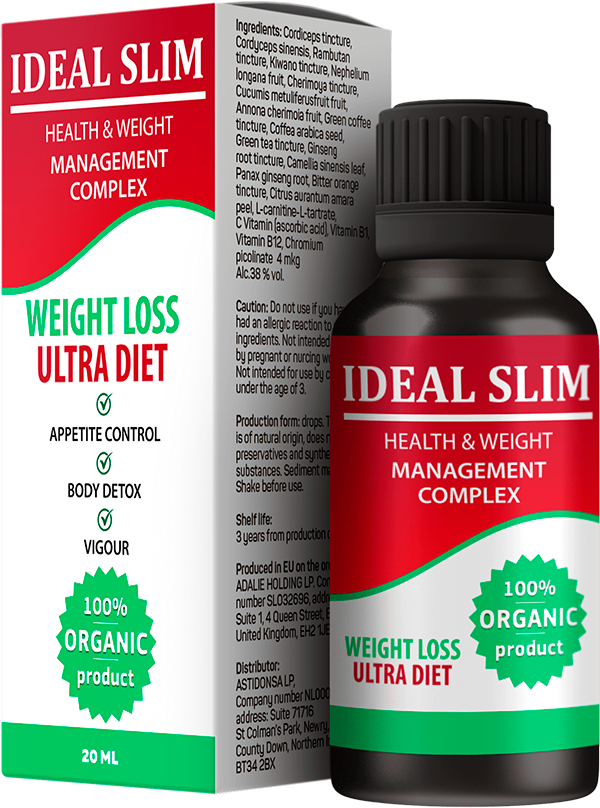 IDEAL SLIM
HEALTH & WEIGHT
MANAGEMENT
COMPLEX
WEIGHT LOSS
ULTRA DIET
APPETITE CONTROL
BODY DETOX
VIGOUR
100%
ORGANIC
product
20 ML
Ingredients: Cordiceps tincture,
Cordyceps sinensis, Rambutan
tincture, Kiwano tincture, Nephelium
longana fruit, Cherimoya tincture,
Cucumis metuliferusfruit fruit,
Annona cherimoia fruit, Green coffee
tincture, Coffea arabica seed,
Green tea tincture, Ginseng
root tincture, Camellia sinensis leaf,
Panax ginseng root, Bitter orange
tincture, Citrus aurantum amara
peel, L-carnitine-L-tartrate,
C Vitamin (ascorbic acid), Vitamin B1,
Vitamin B12, Chromium
picolinate 4 mkg
Alc.38 % vol.
Caution: Do not use if you
had an allergic reaction to
ingredients. Not intended
by pregnant or nursing
Not intended for use by
under the age of 3.
Production form: drops.
is of natural origin, does
preservatives and
substances. Sediment
Shake before use.
Shelf life:
3 years from production
Produced in EU on the
ADALIE HOLDING LP.
number SL032696,
Suite 1, 4 Queen Street,
United Kingdom, EH2
Distributor:
ASTIDONSA LP,
Company number
address: Suite 71716
St Colman's Park, Newry,
County Down, Northern
BT34 2BX
IDEAL SLIM
HEALTH & WEIGHT
MANAGEMENT
COMPLEX
100%
ORGANIC
product
WEIGHT LOSS
ULTRA DIET